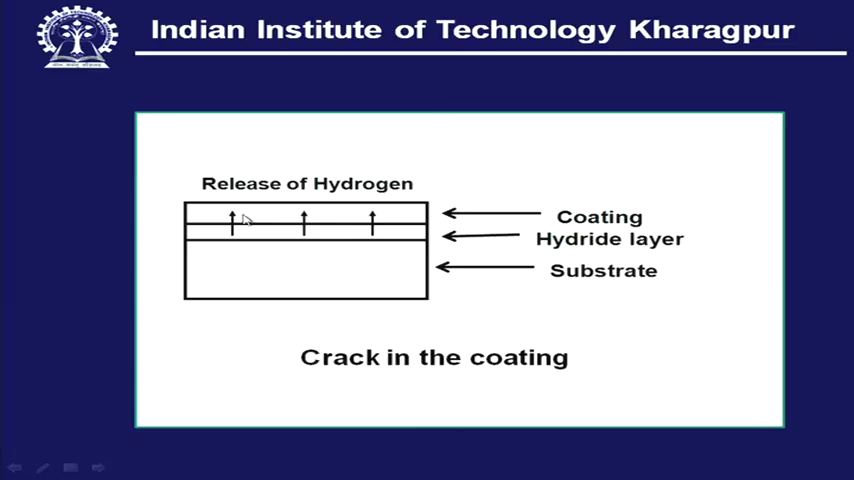 Indian Institute of Technology Kharagpur
Release of Hydrogen
Coating
Hydride layer
Substrate
Crack in the coating